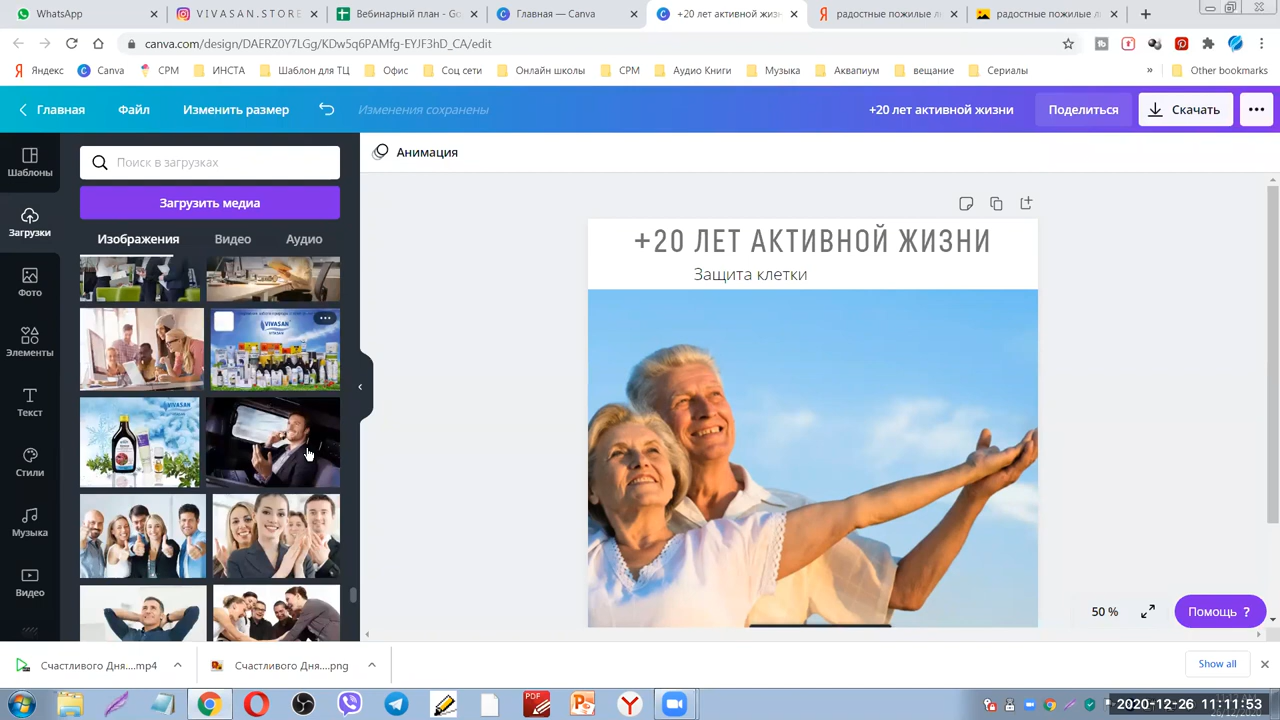 WhatsApp
V I V A S A N . S T O R E
Вебинарный план - Go
Главная — Canva
+20 лет активной жизн
радостные пожилые л
радостные пожилые л
canva.com/design/DAERZ0Y7LGg/KDw5q6PAMfg-EYJF3hD_CA/edit
Яндекс
Canva
СРМ
ИНСТА
Шаблон для ТЦ
Офис
Соц сети
Онлайн школы
СРМ
Аудио Книги
Музыка
Аквапиум
вещание
Сериалы
»
Other bookmarks
Главная
Файл
Изменить размер
Изменения сохранены
+20 лет активной жизни
Поделиться
Скачать
Шаблоны
Загрузки
Фото
Элементы
Текст
Стили
Музыка
Видео
Поиск в загрузках
Загрузить медиа
Изображения
Видео
Аудио
VIVASAN
VIVASAN
Анимация
+20 ЛЕТ АКТИВНОЙ ЖИЗНИ
Защита клетки
50 %
Помощь ?
Счастливого Дня....mp4
Счастливого Дня....png
Show all
2020-12-26 11:11:53